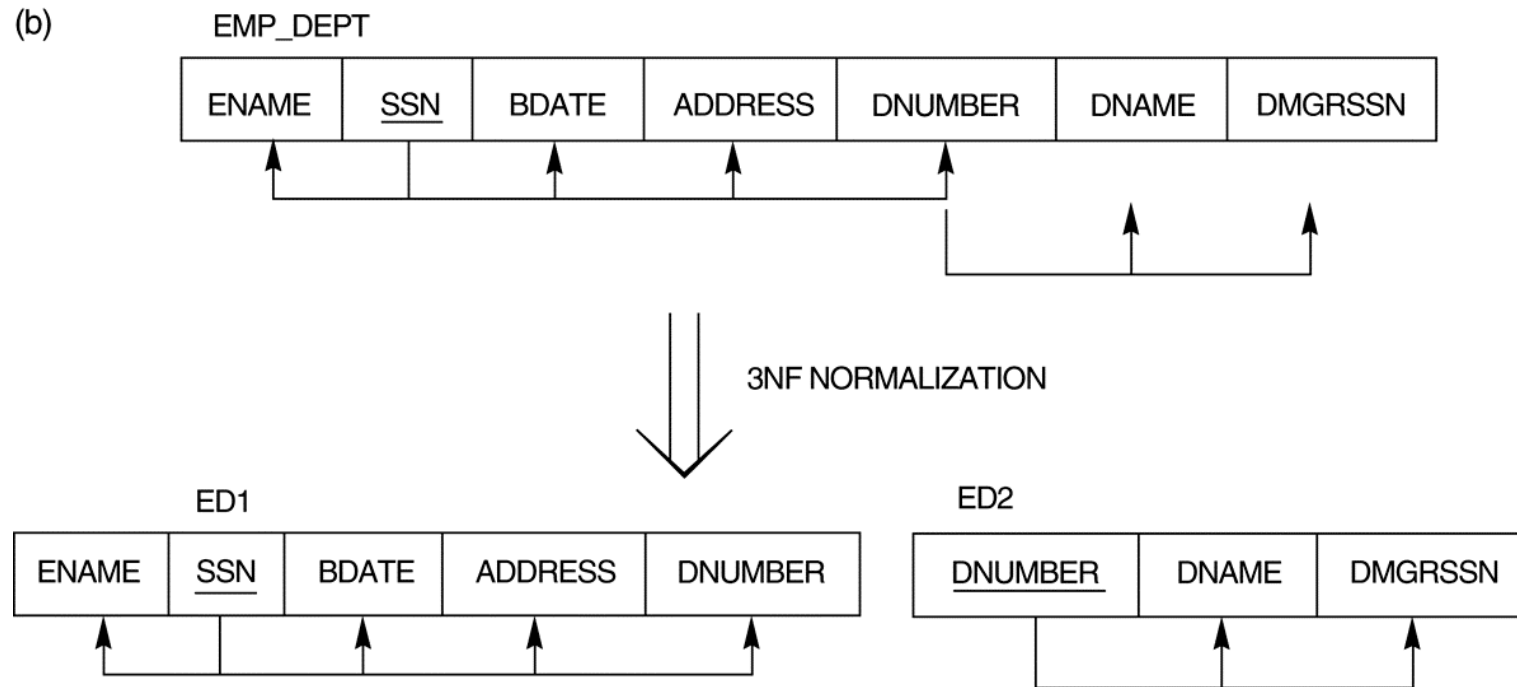 (b)
EMP_DEPT
ENAME SSN BDATE ADDRESS DNUMBER DNAME DMGRSSN
3NF NORMALIZATION
ED1
ENAME SSN BDATE ADDRESS DNUMBER
ED2
DNUMBER DNAME DMGRSSN